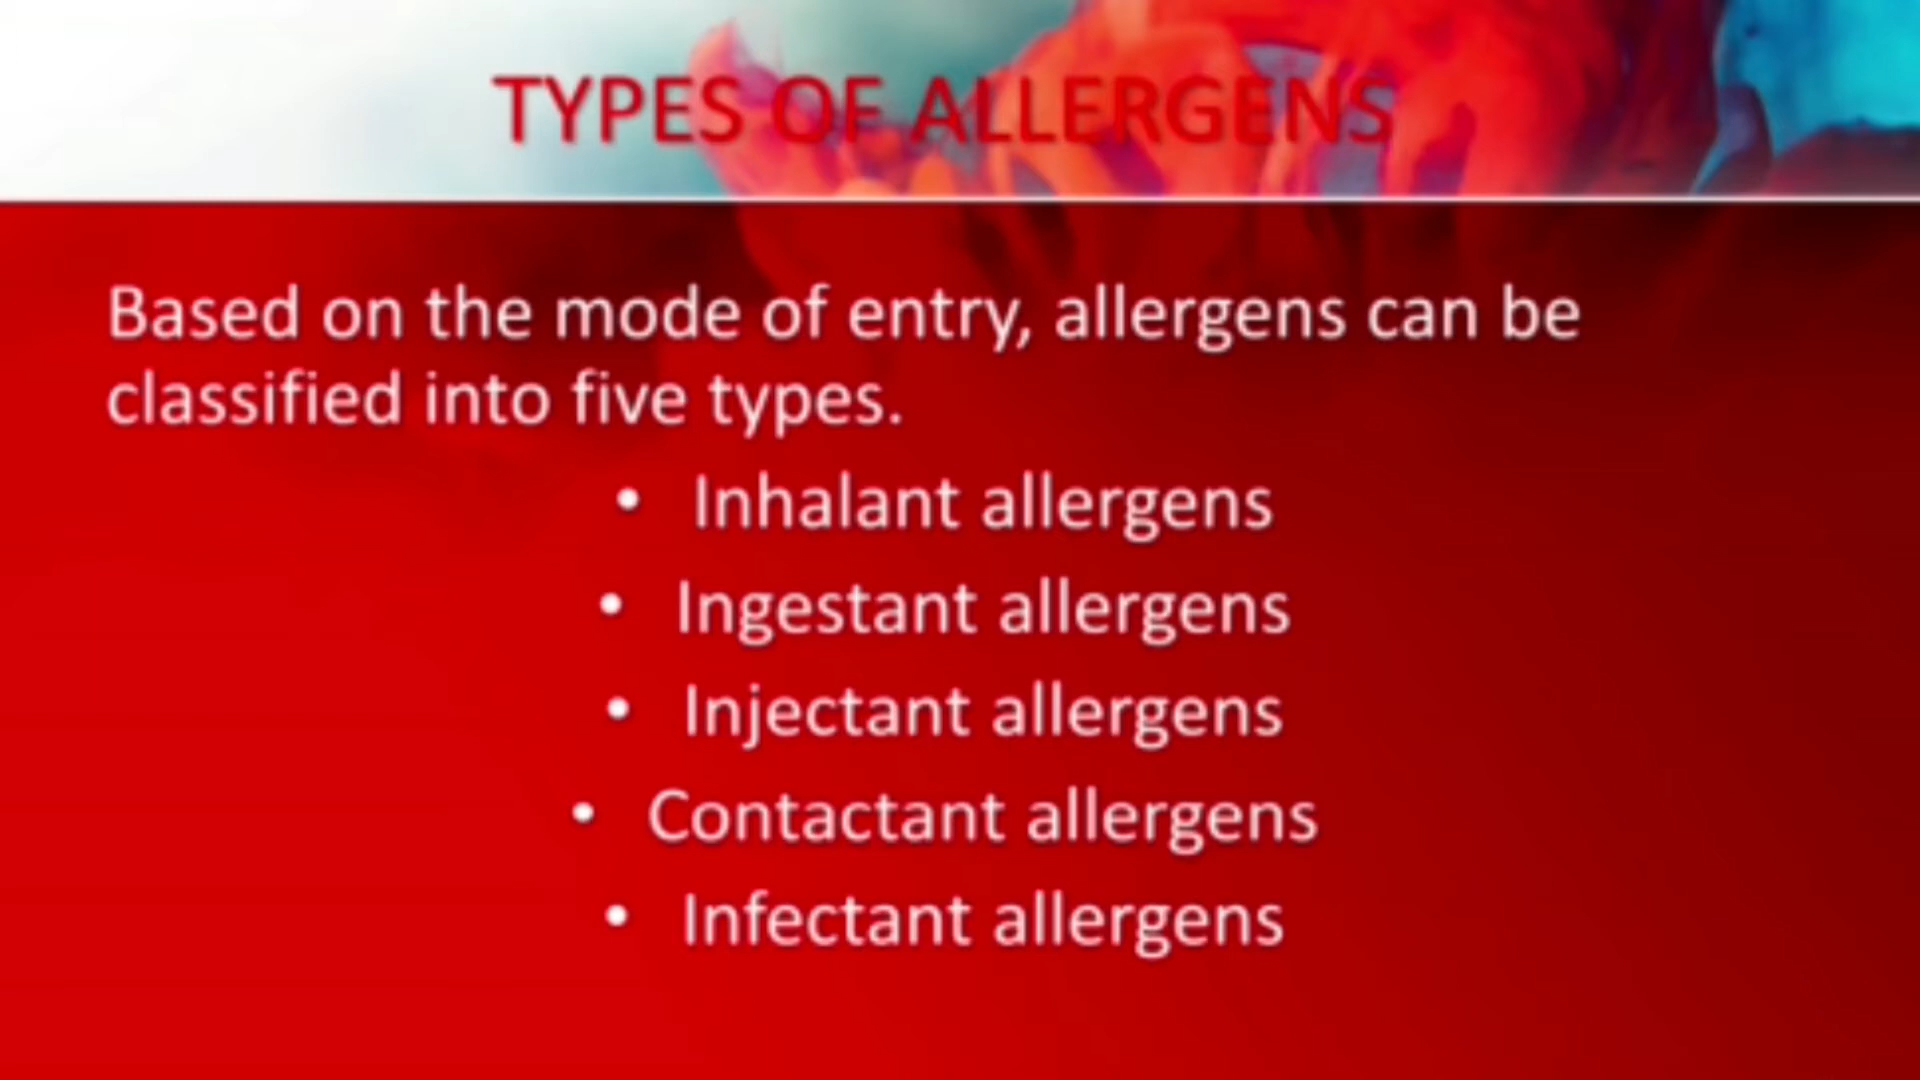 TYPES OF ALLERGENS
Based on the mode of entry, allergens can be
classified into five types.
• Inhalant allergens
• Ingestant allergens
• Injectant allergens
• Contactant allergens
• Infectant allergens